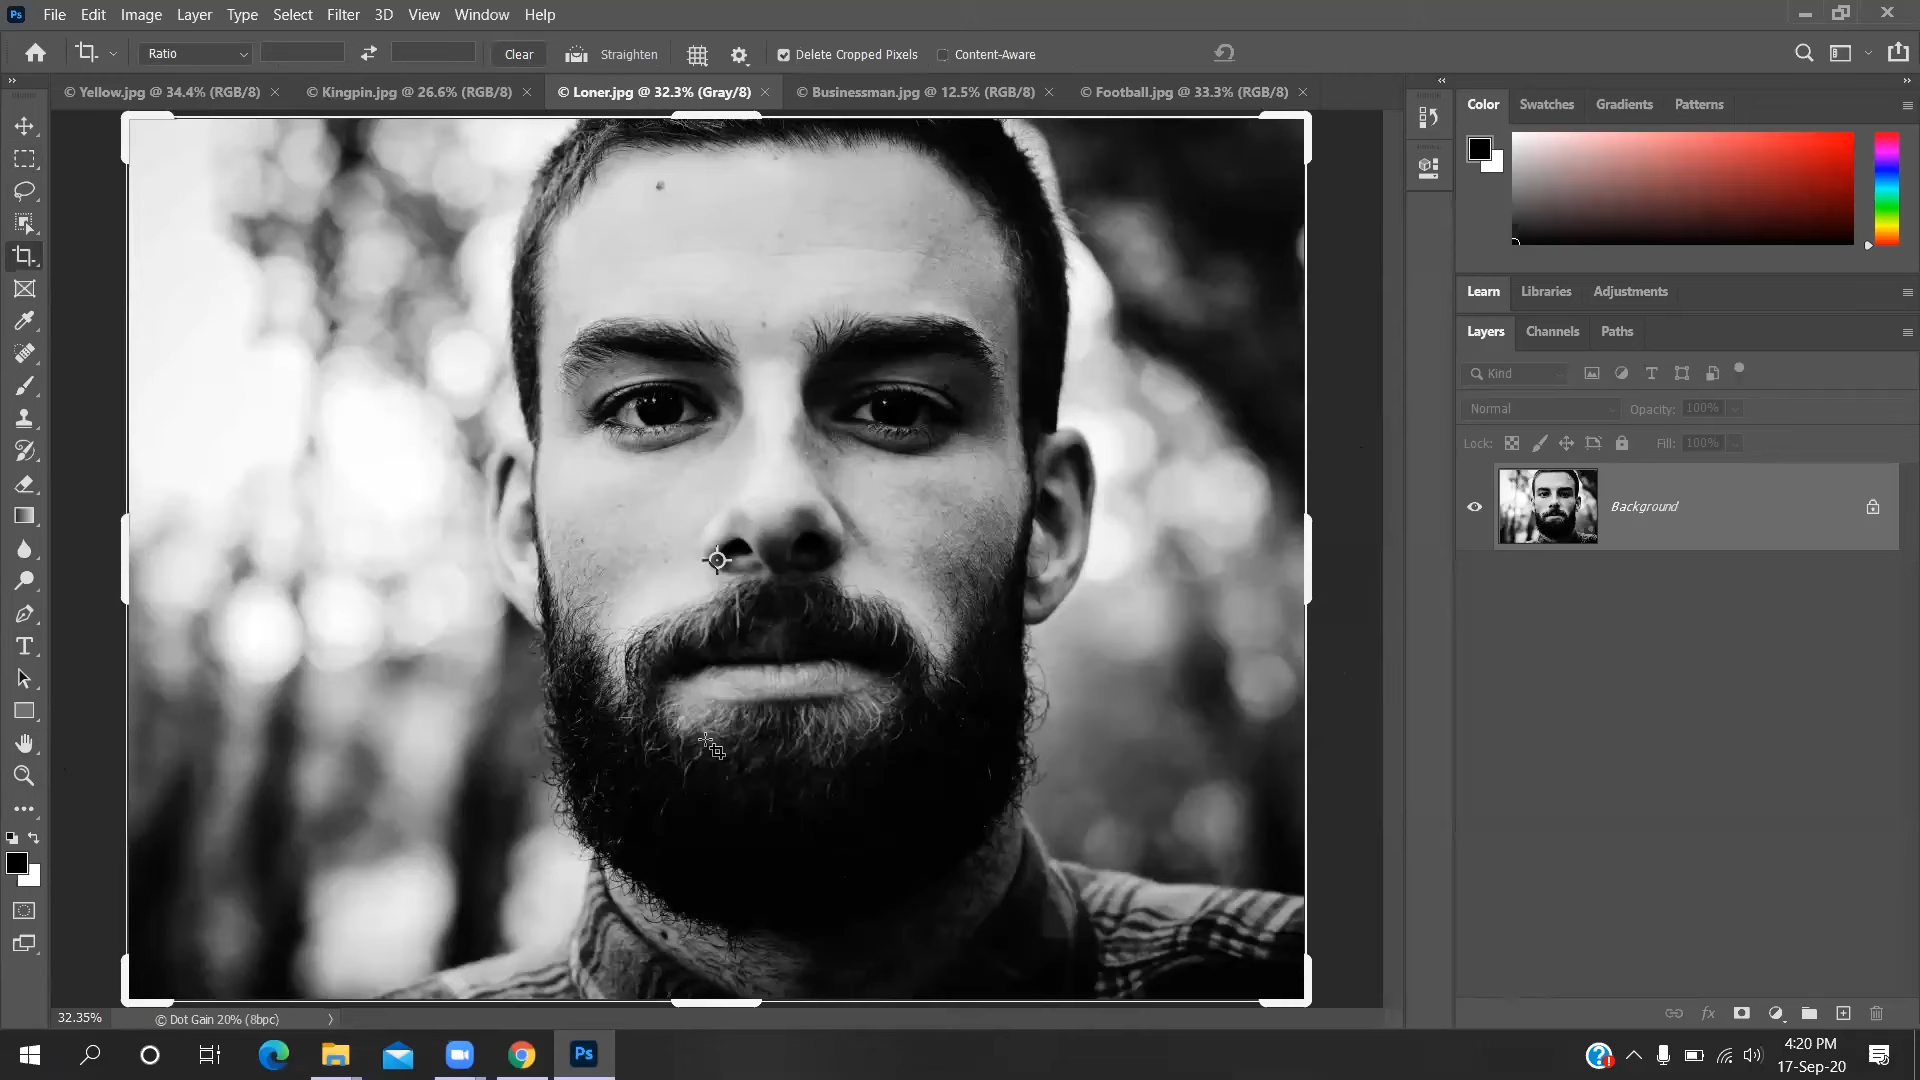 Ps File Edit Image Layer Type Select Filter 3D View Window Help
Ratio Clear Straighten Delete Cropped Pixels Content-Aware
© Yellow.jpg @ 34.4% (RGB/8) © Kingpin.jpg @ 26.6% (RGB/8) © Loner.jpg @ 32.3% (Gray/8) © Businessman.jpg @ 12.5% (RGB/8) © Football.jpg @ 33.3% (RGB/8)
Color Swatches Gradients Patterns
Learn Libraries Adjustments
Layers Channels Paths
Kind
Normal Opacity: 100%
Lock: Fill: 100%
Background
fx
32.35% © Dot Gain 20% (8bpc)
Ps
4:20 PM
17-Sep-20